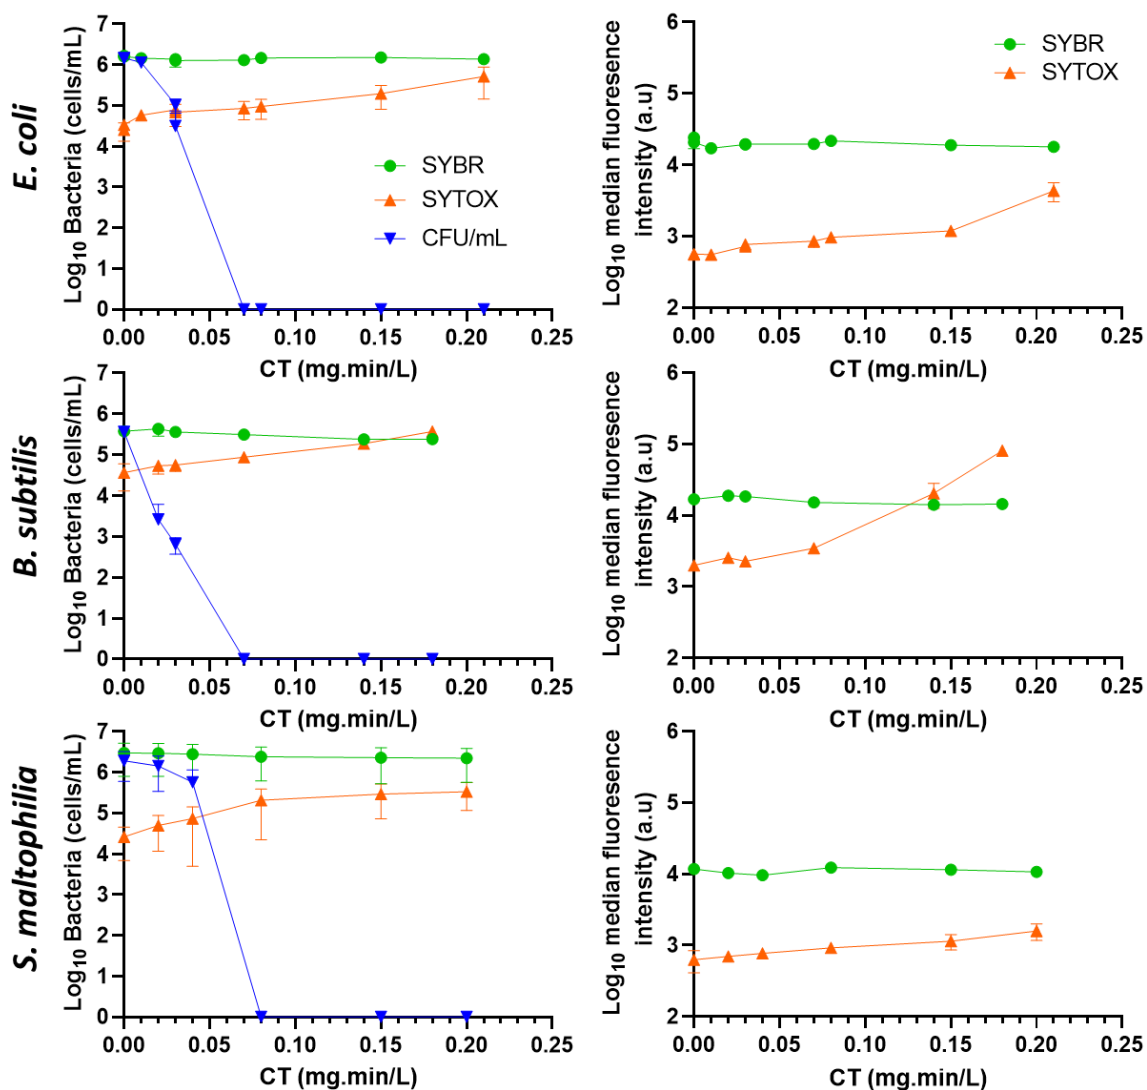 E. coli
Log10 Bacteria (cells/mL)
7
6
5
4
3
2
1
0
SYBR
SYTOX
CFU/mL
0.00 0.05 0.10 0.15 0.20 0.25
CT (mg.min/L)
Log10 median fluoresence
intensity (a.u)
6
5
4
3
2
SYBR
SYTOX
0.00 0.05 0.10 0.15 0.20 0.25
CT (mg.min/L)
B. subtilis
Log10 Bacteria (cells/mL)
7
6
5
4
3
2
1
0
0.00 0.05 0.10 0.15 0.20 0.25
CT (mg.min/L)
Log10 median fluoresence
intensity (a.u)
6
5
4
3
2
0.00 0.05 0.10 0.15 0.20 0.25
CT (mg.min/L)
S. maltophilia
Log10 Bacteria (cells/mL)
7
6
5
4
3
2
1
0
0.00 0.05 0.10 0.15 0.20 0.25
CT (mg.min/L)
Log10 median fluoresence
intensity (a.u)
6
5
4
3
2
0.00 0.05 0.10 0.15 0.20 0.25
CT (mg.min/L)